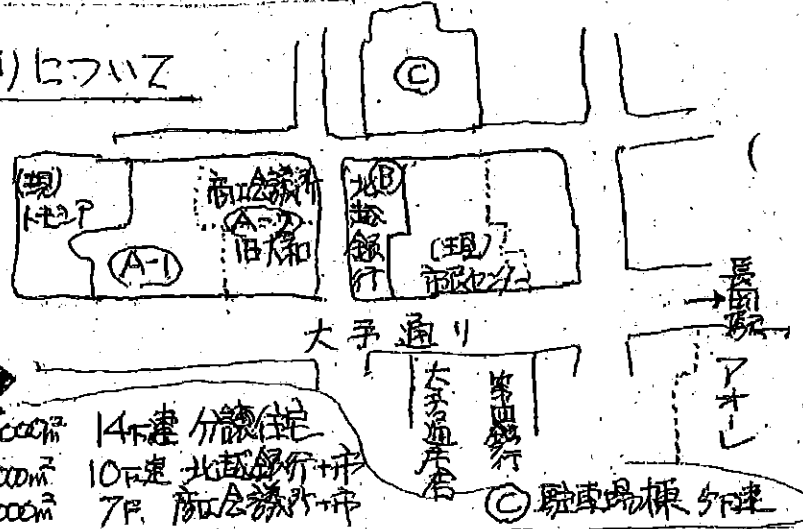 について
Ⓒ
(現)
トモシア
商工会議所
A-2
旧大和
A-1
Ⓑ
北越銀行
(現)
市民センター
長岡駅
大手通り
アオーレ
大手通庄舎
第四銀行
000㎡ 14F建 分譲住宅
000㎡ 10F建 北越銀行+市
000㎡ 7F. 商工会議所+市
Ⓒ 駐車場棟 5F建